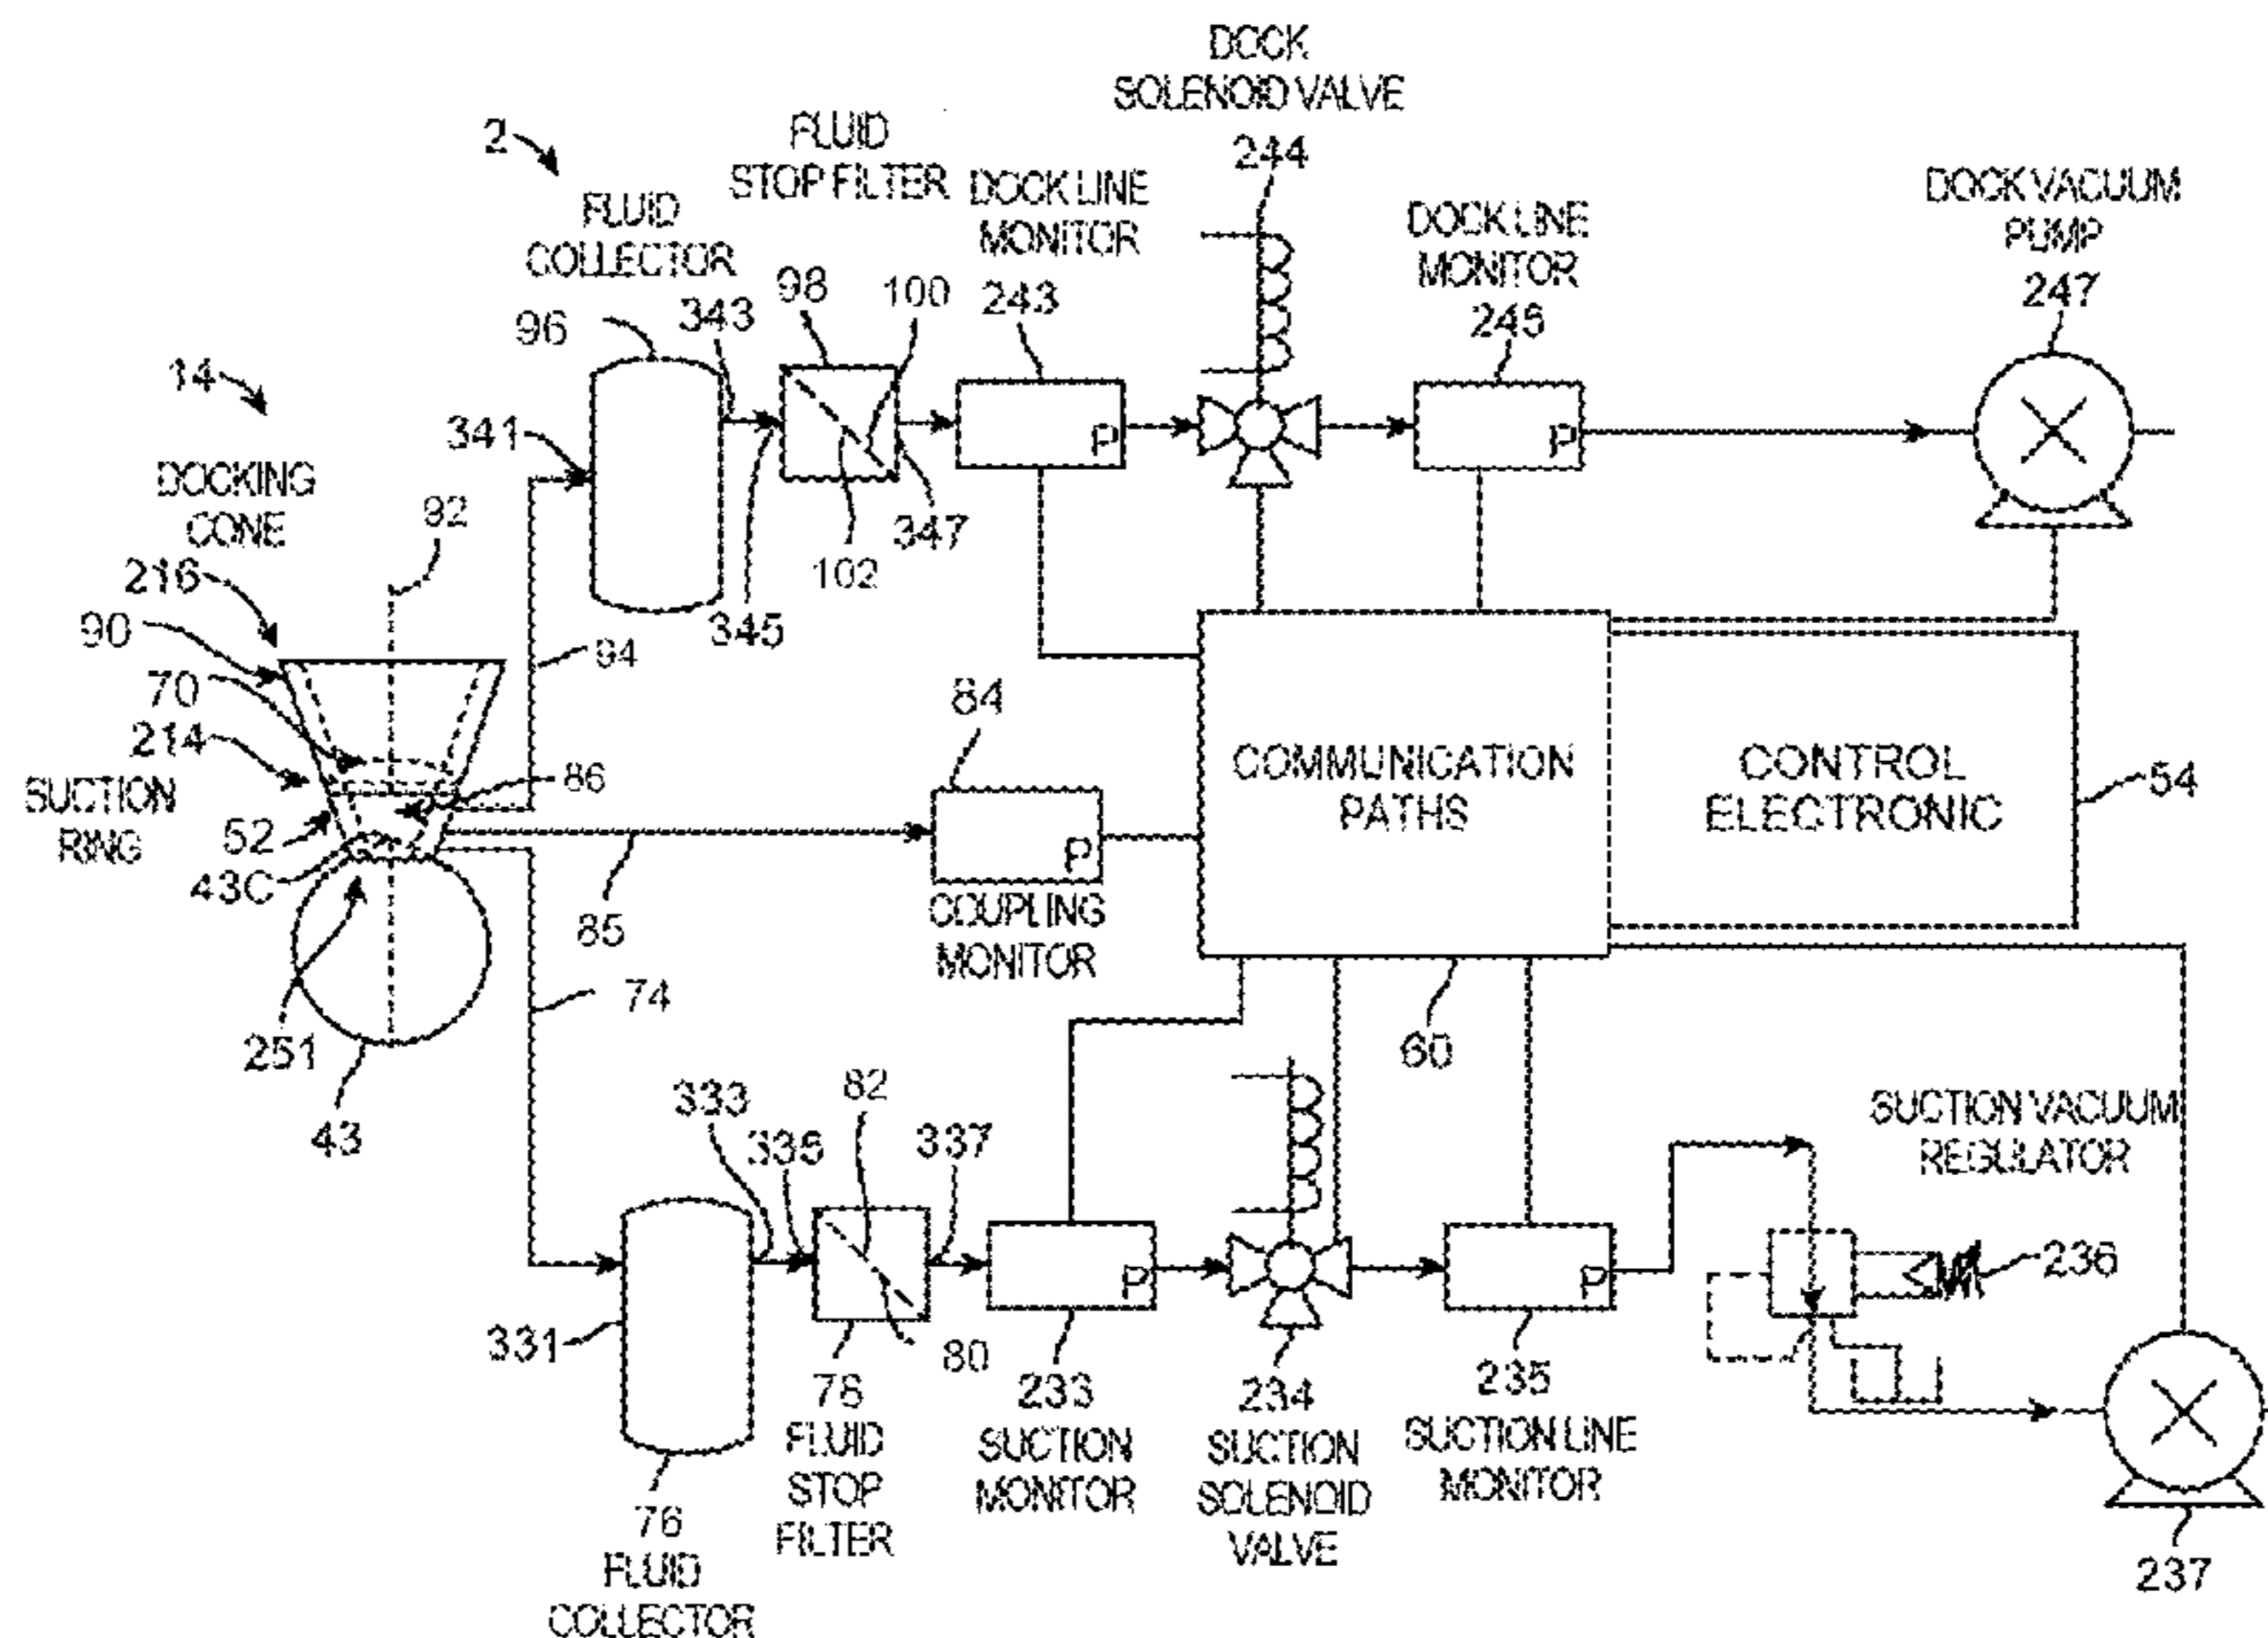 DOCK
SOLENOID VALVE
244
2
FLUID
STOP FILTER
DOCK LINE
MONITOR
243
DOCK LINE
MONITOR
245
DOCK VACUUM
PUMP
247
FLUID
COLLECTOR
96
343
98
100
14
341
345
102
347
DOCKING
CONE
92
216
90
70
94
214
SUCTION
RING
86
52
43C
84
P
P
P
COUPLING
MONITOR
85
COMMUNICATION
PATHS
CONTROL
ELECTRONIC
54
60
251
43
74
333
335
82
337
331
80
P
P
SUCTION VACUUM
REGULATOR
236
76
FLUID
COLLECTOR
78
FLUID
STOP
FILTER
233
SUCTION
MONITOR
234
SUCTION
SOLENOID
VALVE
235
SUCTION LINE
MONITOR
237